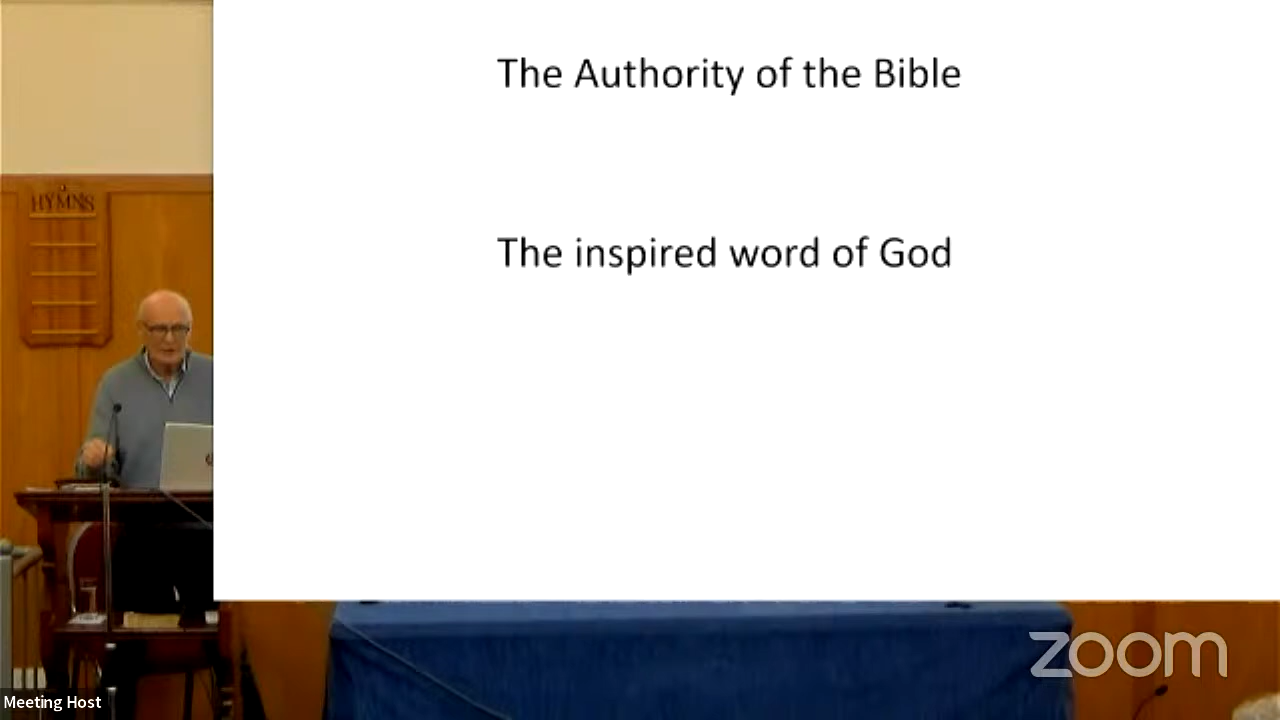 The Authority of the Bible
The inspired word of God
HYMNS
zoom
Meeting Host